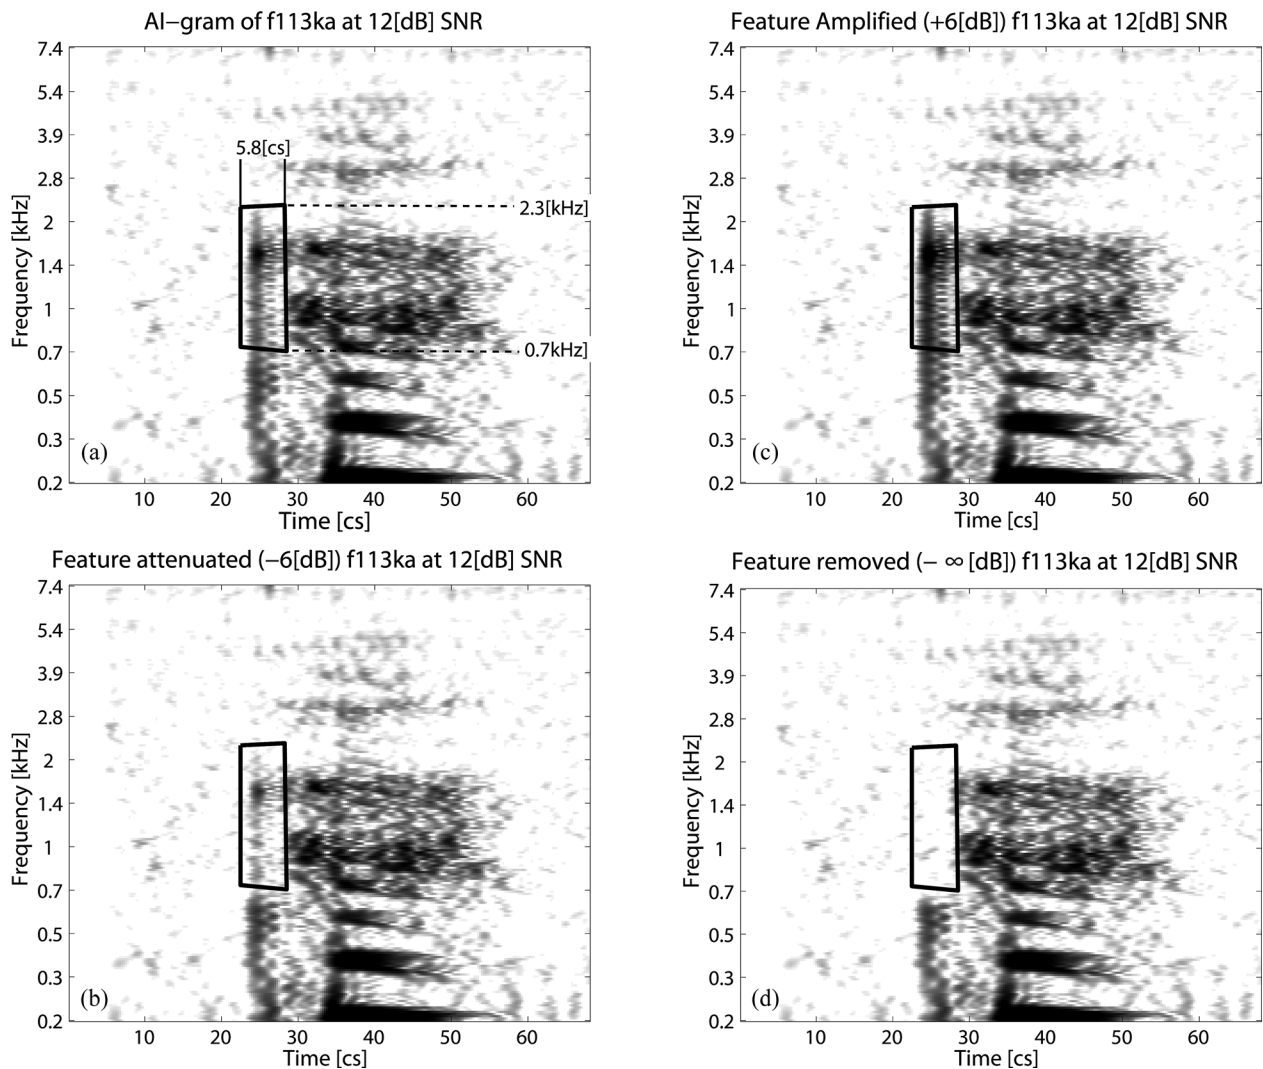 AI−gram of f113ka at 12[dB] SNR
7.4
5.4
3.9
2.8
2
1.4
1
0.7
0.5
0.3
0.2
Frequency [kHz]
5.8[cs]
2.3[kHz]
0.7kHz]
(a)
10 20 30 40 50 60
Time [cs]
Feature Amplified (+6[dB]) f113ka at 12[dB] SNR
7.4
5.4
3.9
2.8
2
1.4
1
0.7
0.5
0.3
0.2
Frequency [kHz]
(c)
10 20 30 40 50 60
Time [cs]
Feature attenuated (−6[dB]) f113ka at 12[dB] SNR
7.4
5.4
3.9
2.8
2
1.4
1
0.7
0.5
0.3
0.2
Frequency [kHz]
(b)
10 20 30 40 50 60
Time [cs]
Feature removed (− ∞ [dB]) f113ka at 12[dB] SNR
7.4
5.4
3.9
2.8
2
1.4
1
0.7
0.5
0.3
0.2
Frequency [kHz]
(d)
10 20 30 40 50 60
Time [cs]